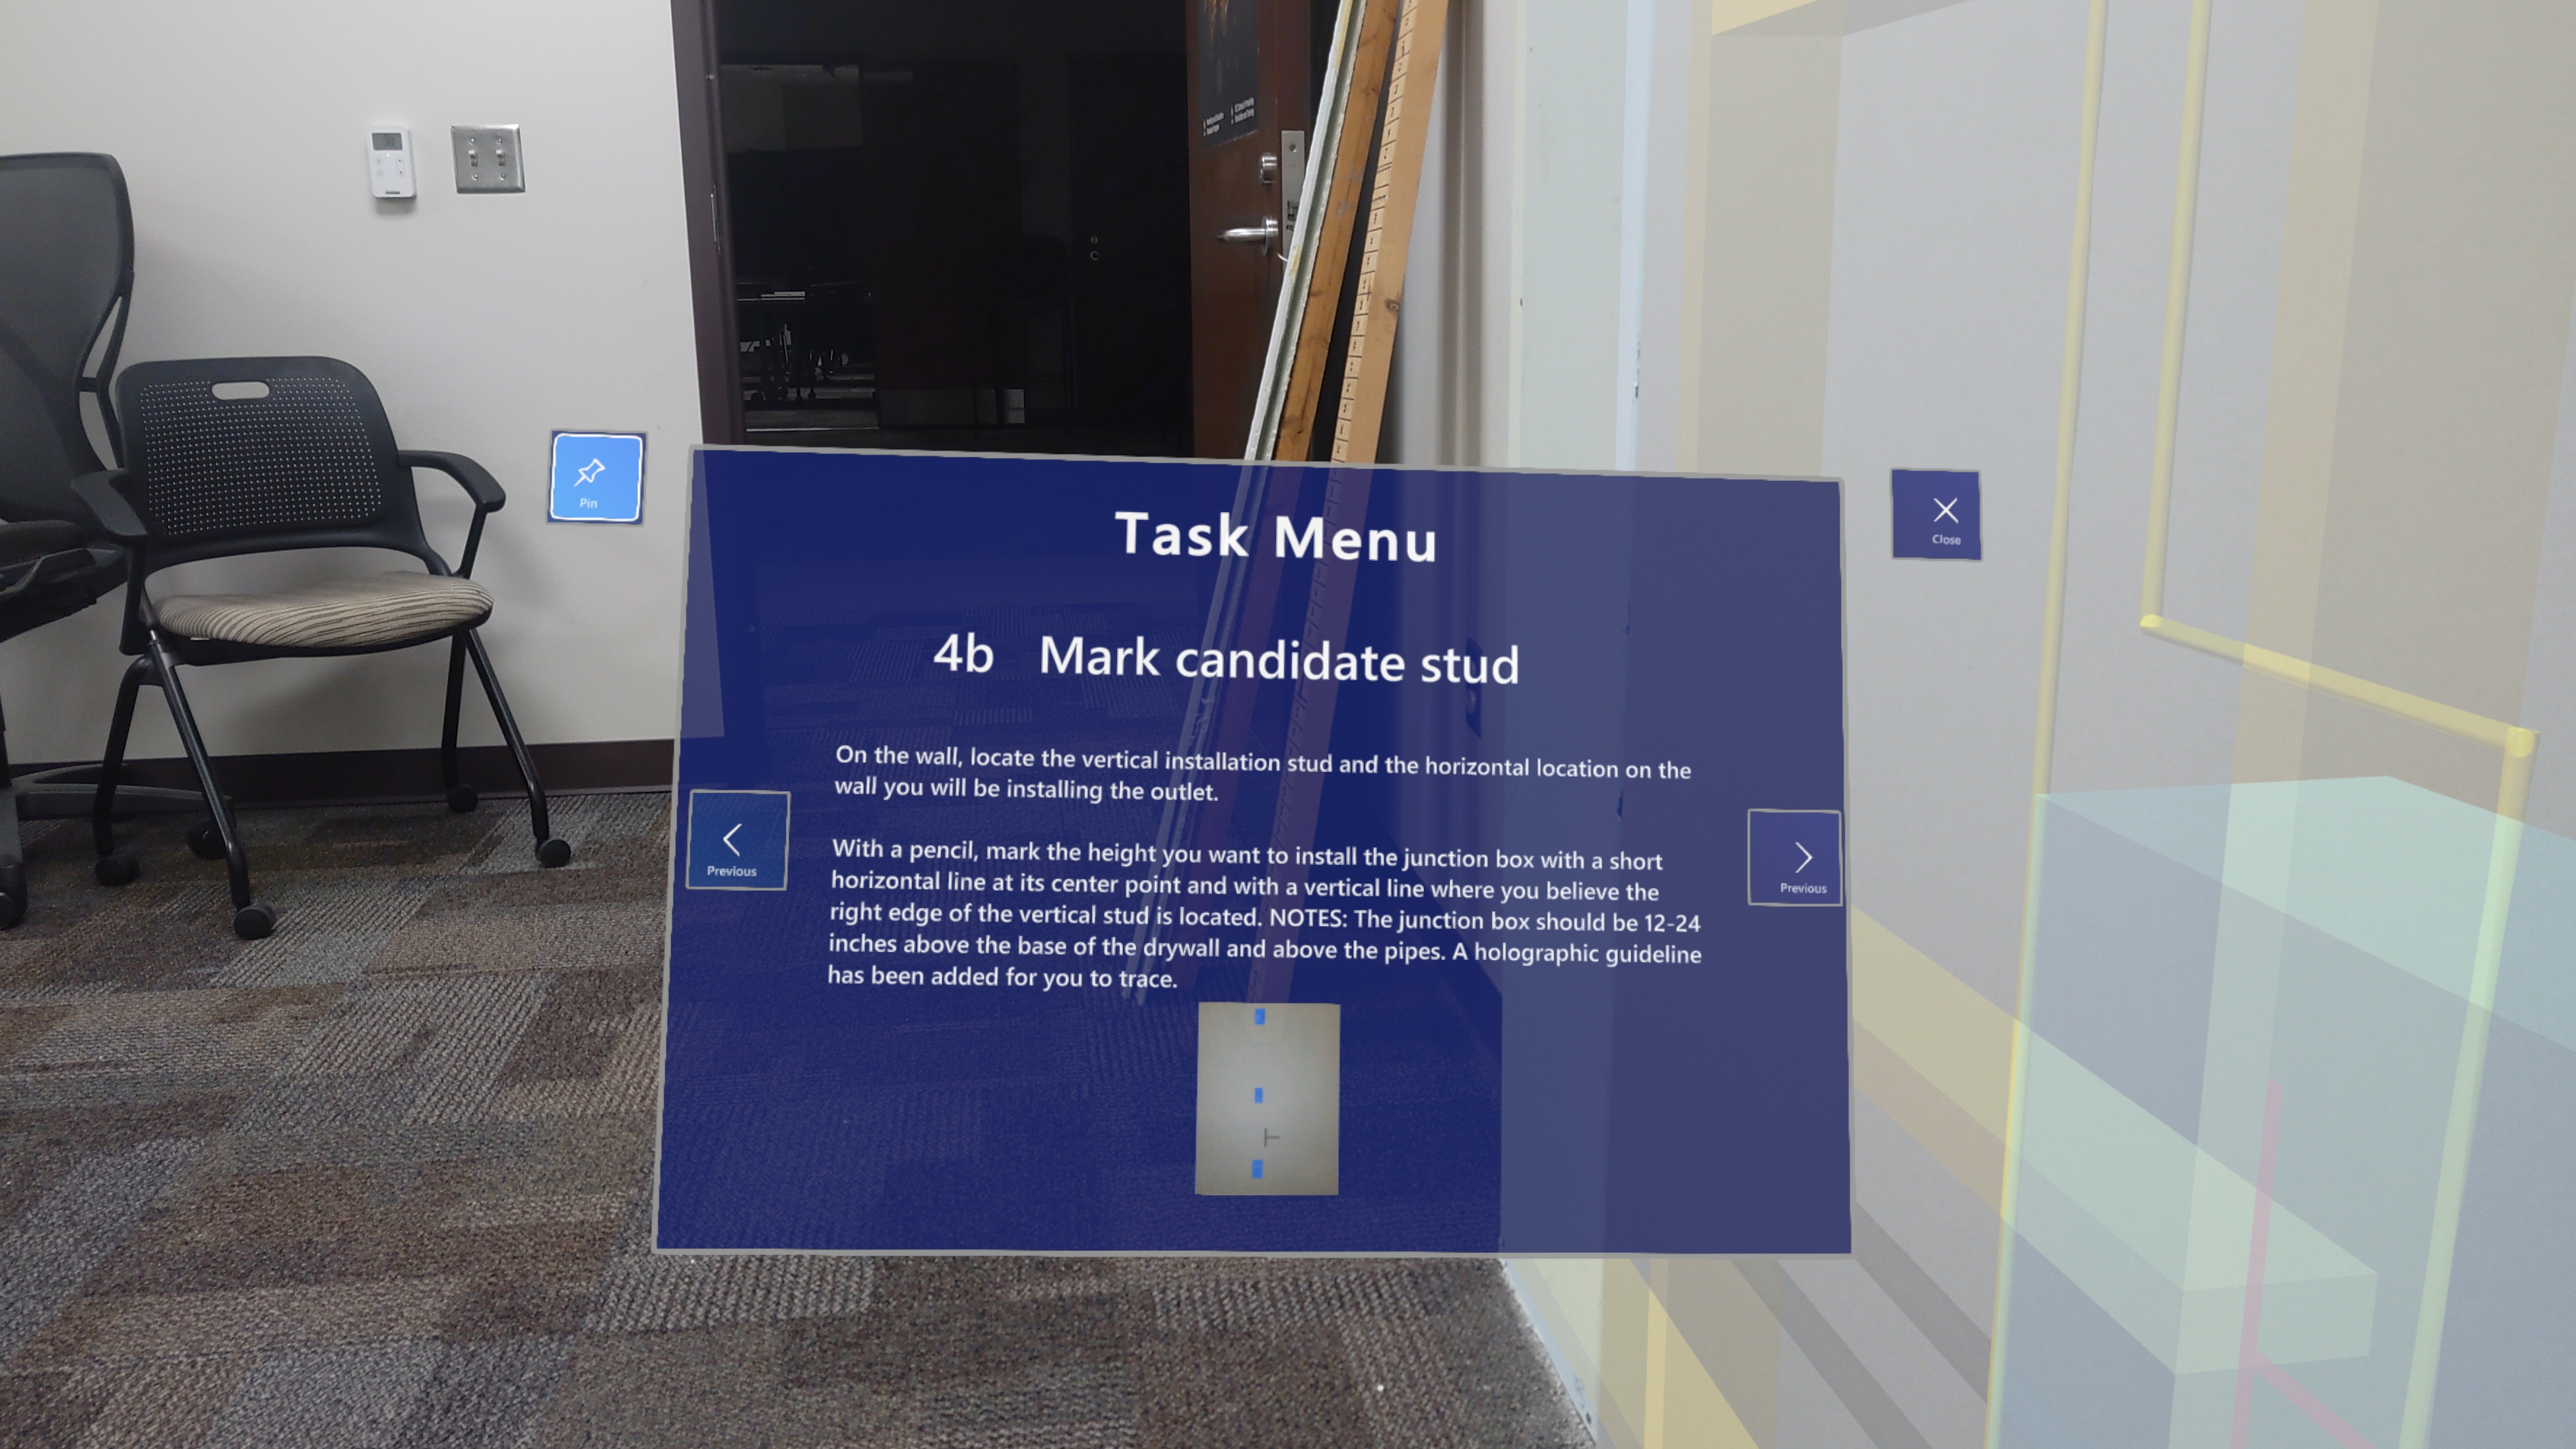 Pin
Close
Task Menu
4b Mark candidate stud
On the wall, locate the vertical installation stud and the horizontal location on the
wall you will be installing the outlet.
With a pencil, mark the height you want to install the junction box with a short
horizontal line at its center point and with a vertical line where you believe the
right edge of the vertical stud is located. NOTES: The junction box should be 12-24
inches above the base of the drywall and above the pipes. A holographic guideline
has been added for you to trace.
Previous
Previous